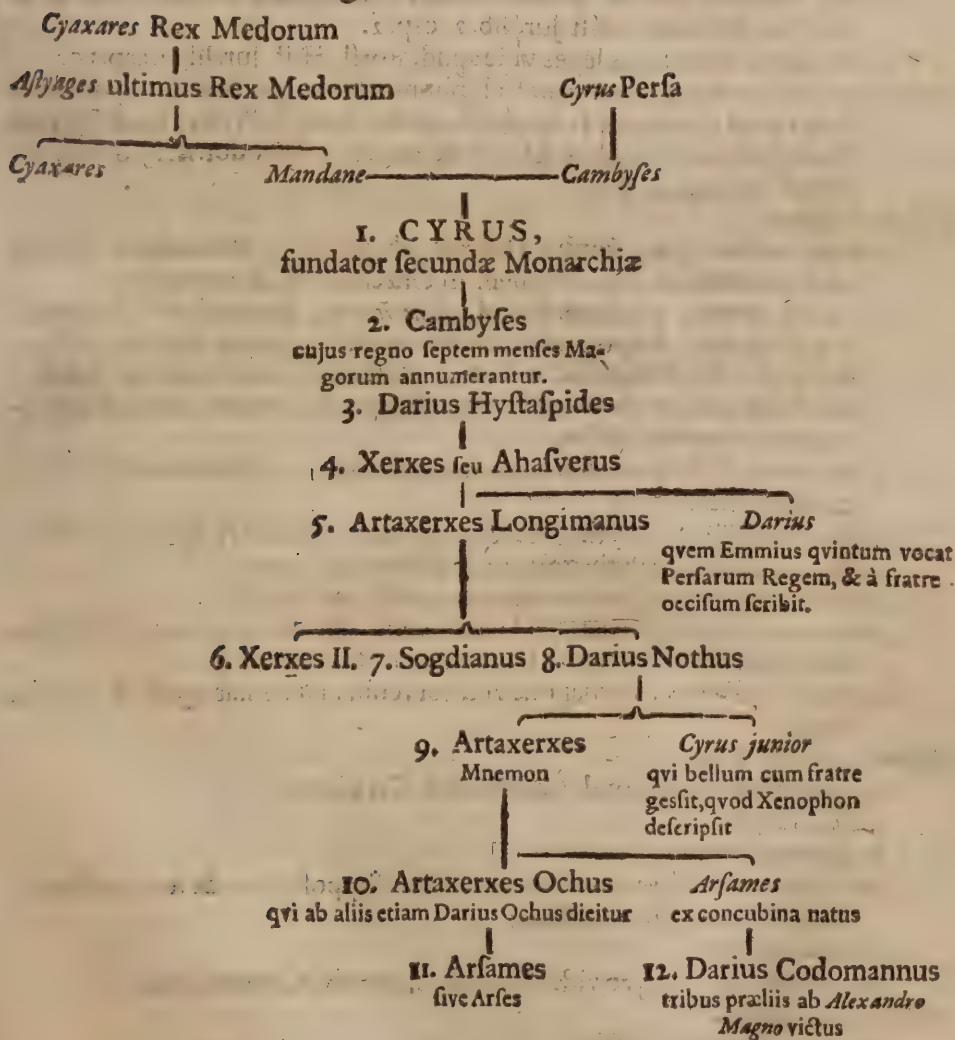 Cyaxares Rex Medorum
Aſtyages ultimus Rex Medorum Cyrus Perſa
Cyaxares Mandane Cambyſes
1. CYRUS,
fundator ſecundæ Monarchiæ
2. Cambyſes
cujus regno ſeptem menſes Ma-
gorum annumerantur.
3. Darius Hyſtaſpides
4. Xerxes ſeu Ahaſverus
5. Artaxerxes Longimanus Darius
qvem Emmius qvintum vocat
Perſarum Regem, & à fratre
occiſum ſcribit.
6. Xerxes II. 7. Sogdianus 8. Darius Nothus
9. Artaxerxes Cyrus junior
Mnemon qvi bellum cum fratre
gesſit, qvod Xenophon
deſcripſit
10. Artaxerxes Ochus Arſames
qvi ab aliis etiam Darius Ochus dicitur ex concubina natus
11. Arſames 12. Darius Codomannus
ſive Arſes tribus præliis ab Alexandro
Magno victus